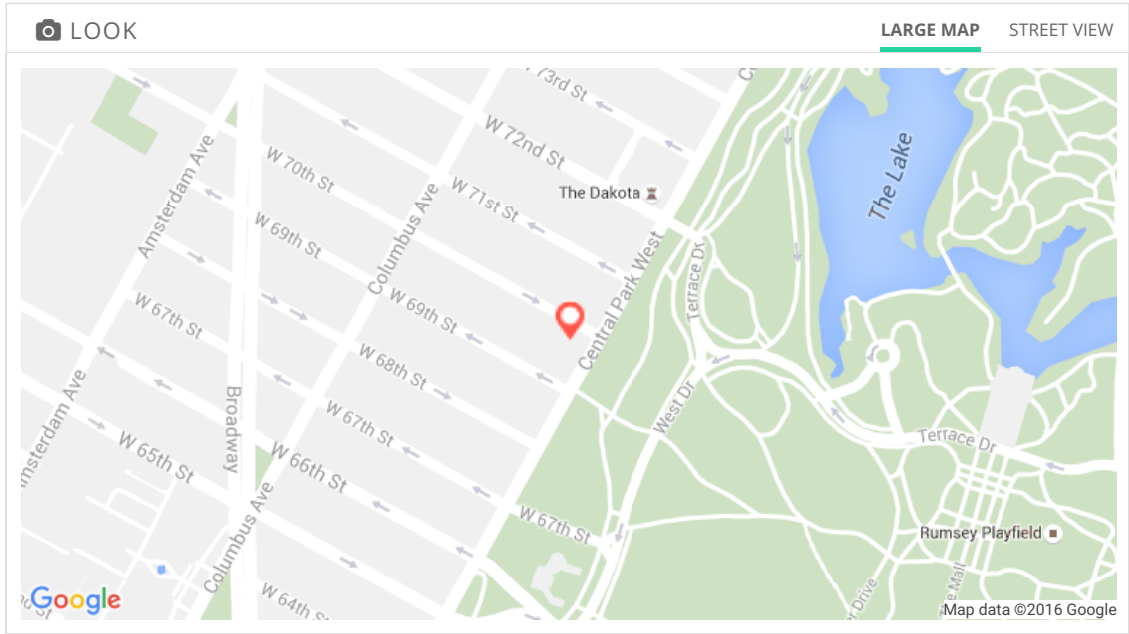 LOOK
LARGE MAP
STREET VIEW
73rd St
W 72nd St
W 70th St
W 71st St
The Dakota
The Lake
Amsterdam Ave
Columbus Ave
W 69th St
Central Park West
Terrace Dr
W 67th St
W 69th St
W 68th St
Broadway
West Dr
W 67th St
Terrace Dr
W 65th St
W 66th St
Columbus Ave
W 67th St
Rumsey Playfield
W 64th St
Google
Map data ©2016 Google